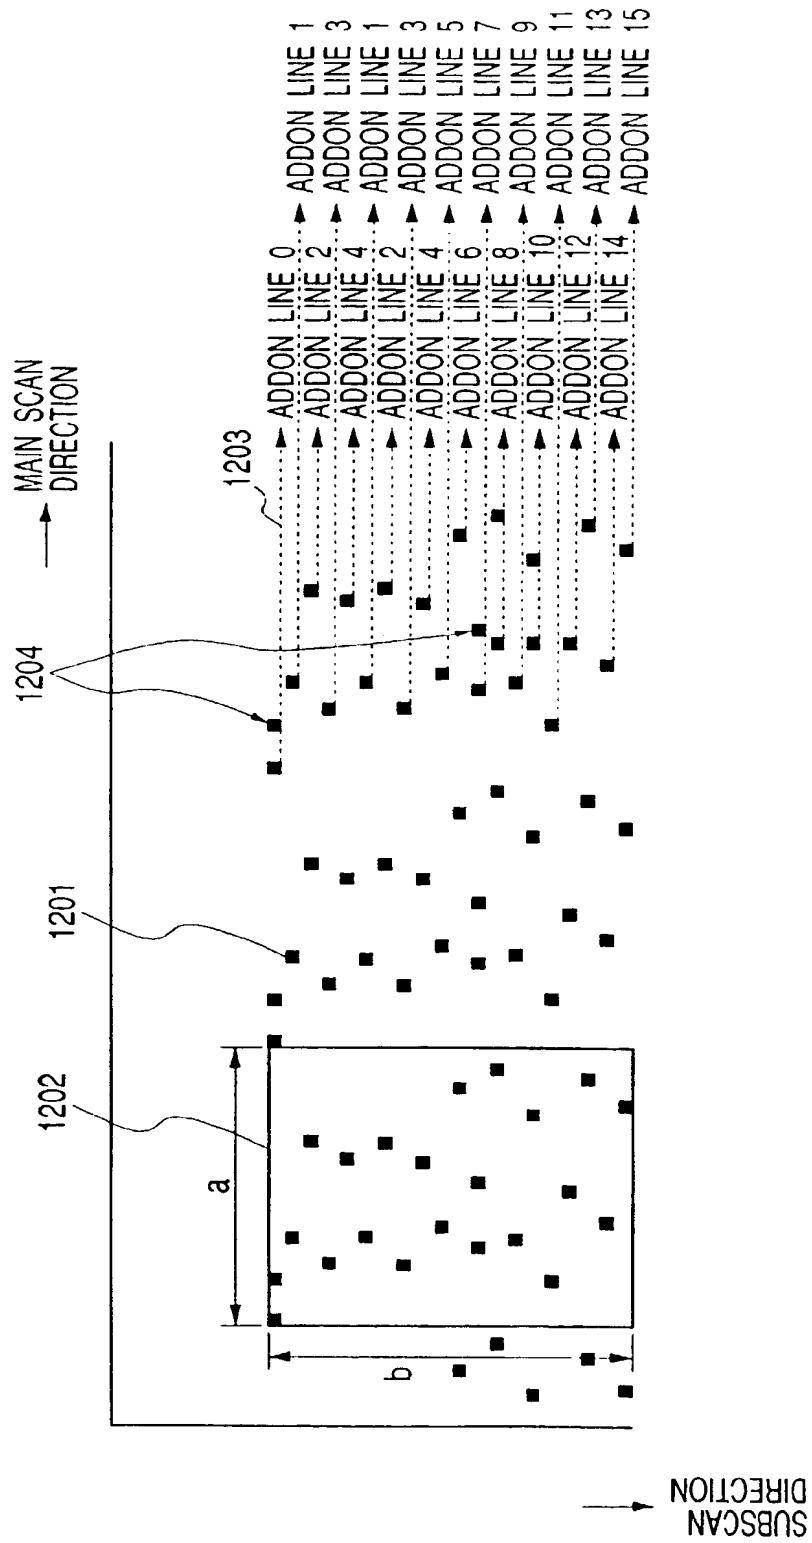 MAIN SCAN
DIRECTION
SUBSCAN
DIRECTION
1204
1203
1201
1202
a
b
ADDON LINE 0
ADDON LINE 1
ADDON LINE 2
ADDON LINE 3
ADDON LINE 4
ADDON LINE 1
ADDON LINE 2
ADDON LINE 3
ADDON LINE 4
ADDON LINE 5
ADDON LINE 6
ADDON LINE 7
ADDON LINE 8
ADDON LINE 9
ADDON LINE 10
ADDON LINE 11
ADDON LINE 12
ADDON LINE 13
ADDON LINE 14
ADDON LINE 15